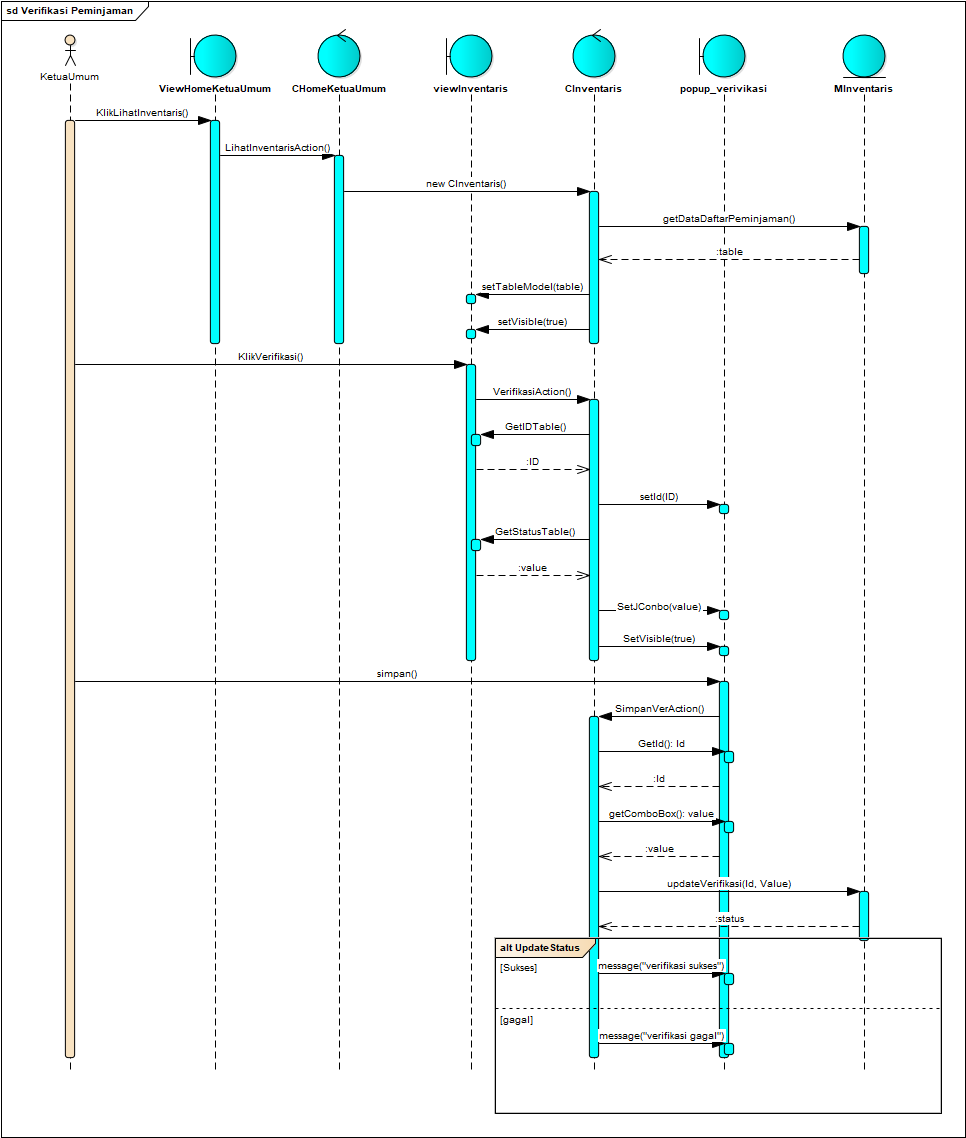 sd Verifikasi Peminjaman
KetuaUmum
ViewHomeKetuaUmum
CHomeKetuaUmum
viewInventaris
CInventaris
popup_verivikasi
MInventaris
KlikLihatInventaris()
LihatInventarisAction()
new CInventaris()
getDataDaftarPeminjaman()
:table
setTableModel(table)
setVisible(true)
KlikVerifikasi()
VerifikasiAction()
GetIDTable()
:ID
setId(ID)
GetStatusTable()
:value
SetJConbo(value)
SetVisible(true)
simpan()
SimpanVerAction()
GetId(): Id
:Id
getComboBox(): value
:value
updateVerifikasi(Id, Value)
:status
alt UpdateStatus
[Sukses]
message("verifikasi sukses")
[gagal]
message("verifikasi gagal")